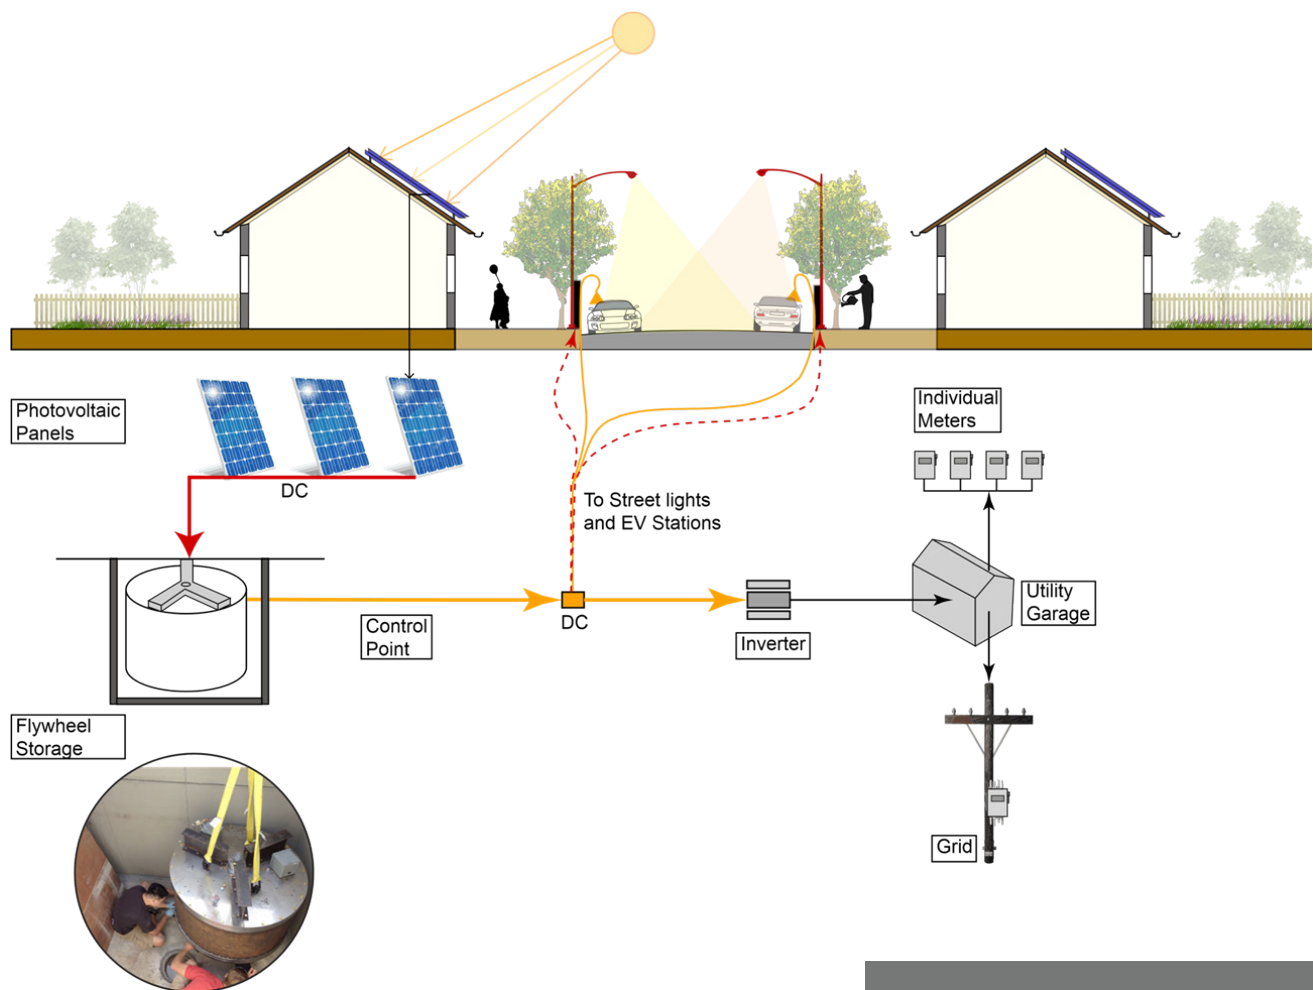 Photovoltaic
Panels
DC
To Street lights
and EV Stations
Individual
Meters
Control
Point
DC
Inverter
Utility
Garage
Flywheel
Storage
Grid